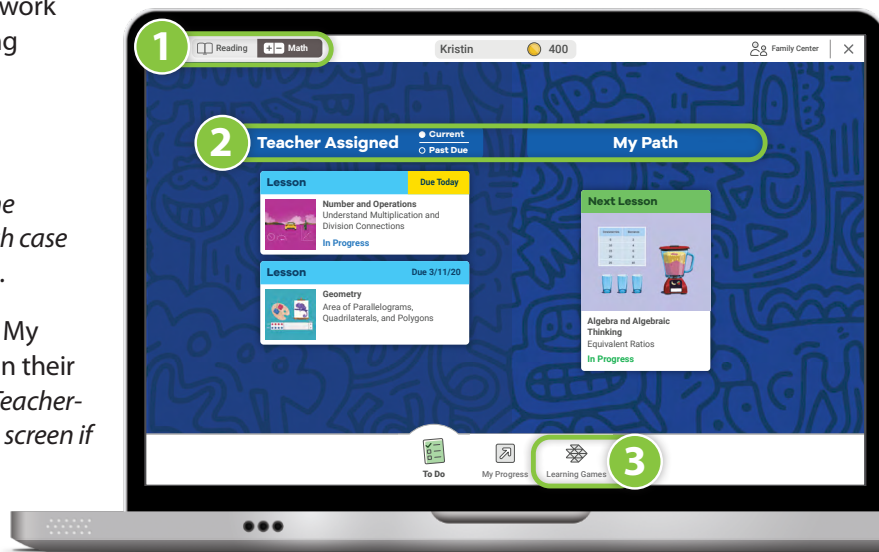 work
ng
ne
h case
.
My
n their
Teacher-
screen if
1
Reading
Math
Kristin
400
Family Center
2
Teacher Assigned
Current
Past Due
My Path
Lesson
Due Today
Number and Operations
Understand Multiplication and
Division Connections
In Progress
Lesson
Due 3/11/20
Geometry
Area of Parallelograms,
Quadrilaterals, and Polygons
Next Lesson
Algebra nd Algebraic
Thinking
Equivalent Ratios
In Progress
To Do
My Progress
Learning Games
3